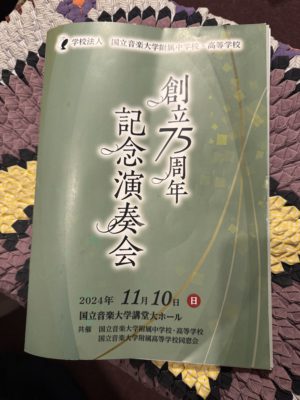 学校法人 国立音楽大学附属中学校・高等学校
創立75周年
記念演奏会
2024年 11月10日 日
国立音楽大学講堂大ホール
共催 国立音楽大学附属中学校・高等学校
国立音楽大学附属高等学校同窓会